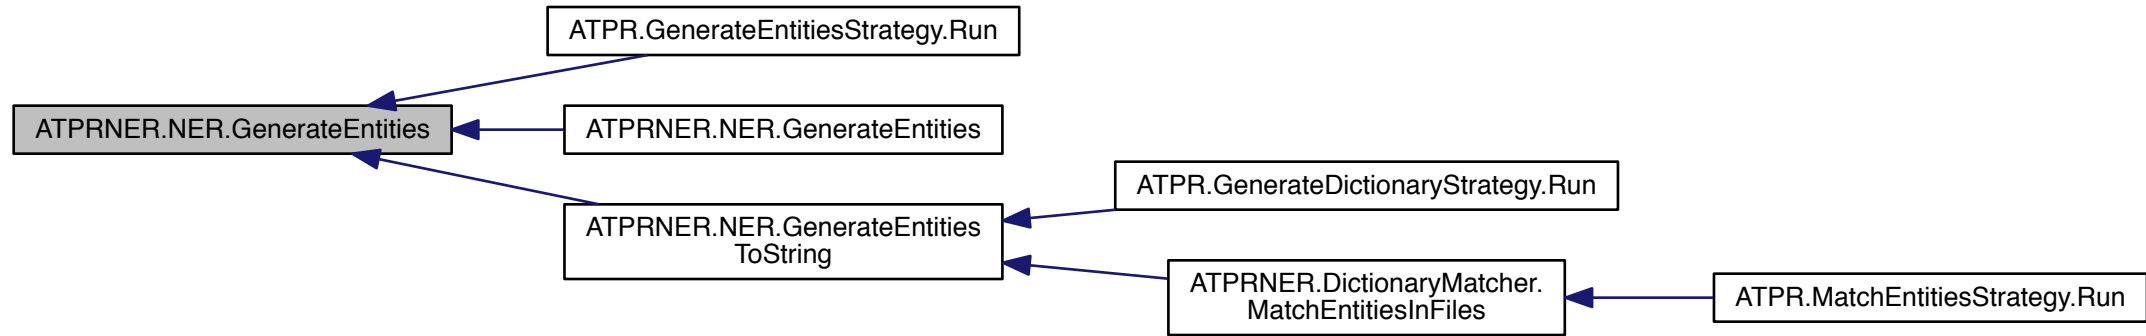 ATPR.GenerateEntitiesStrategy.Run
ATPRNER.NER.GenerateEntities
ATPRNER.NER.GenerateEntities
ATPR.GenerateDictionaryStrategy.Run
ATPRNER.NER.GenerateEntities
ToString
ATPRNER.DictionaryMatcher.
MatchEntitiesInFiles
ATPR.MatchEntitiesStrategy.Run